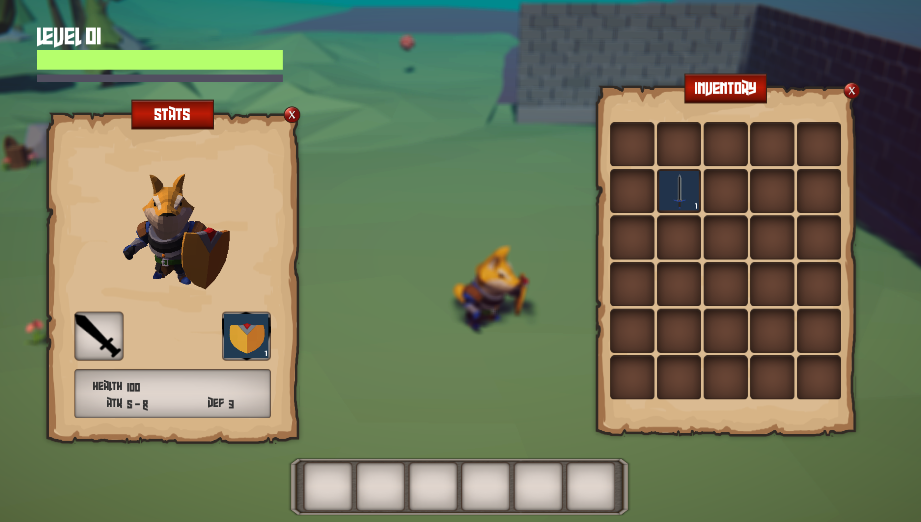 LEVEL 01
STATS
X
INVENTORY
X
1
1
HEALTH 100
ATK 5 - 8
DEF 3